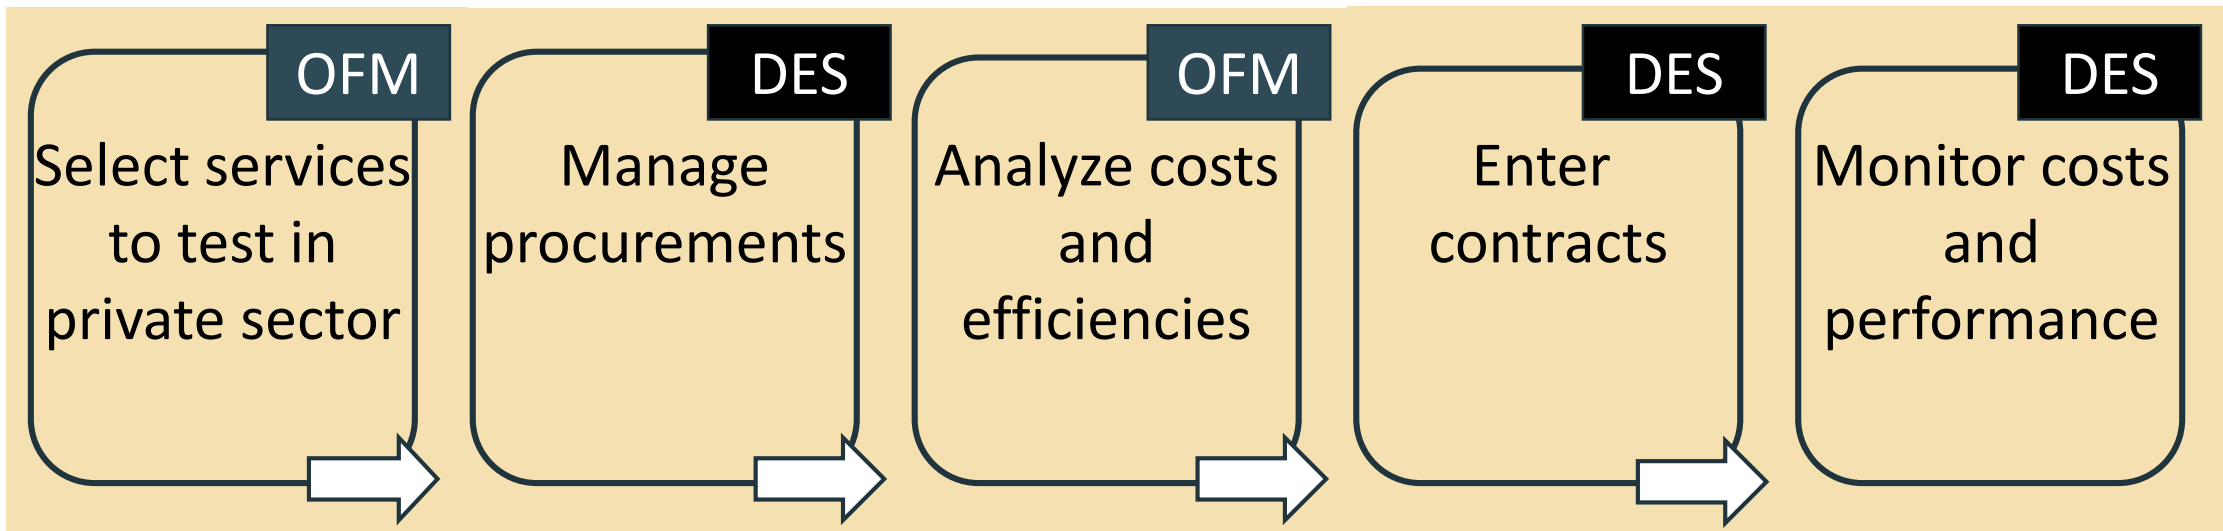 OFM
Select services
to test in
private sector
DES
Manage
procurements
OFM
Analyze costs
and
efficiencies
DES
Enter
contracts
DES
Monitor costs
and
performance